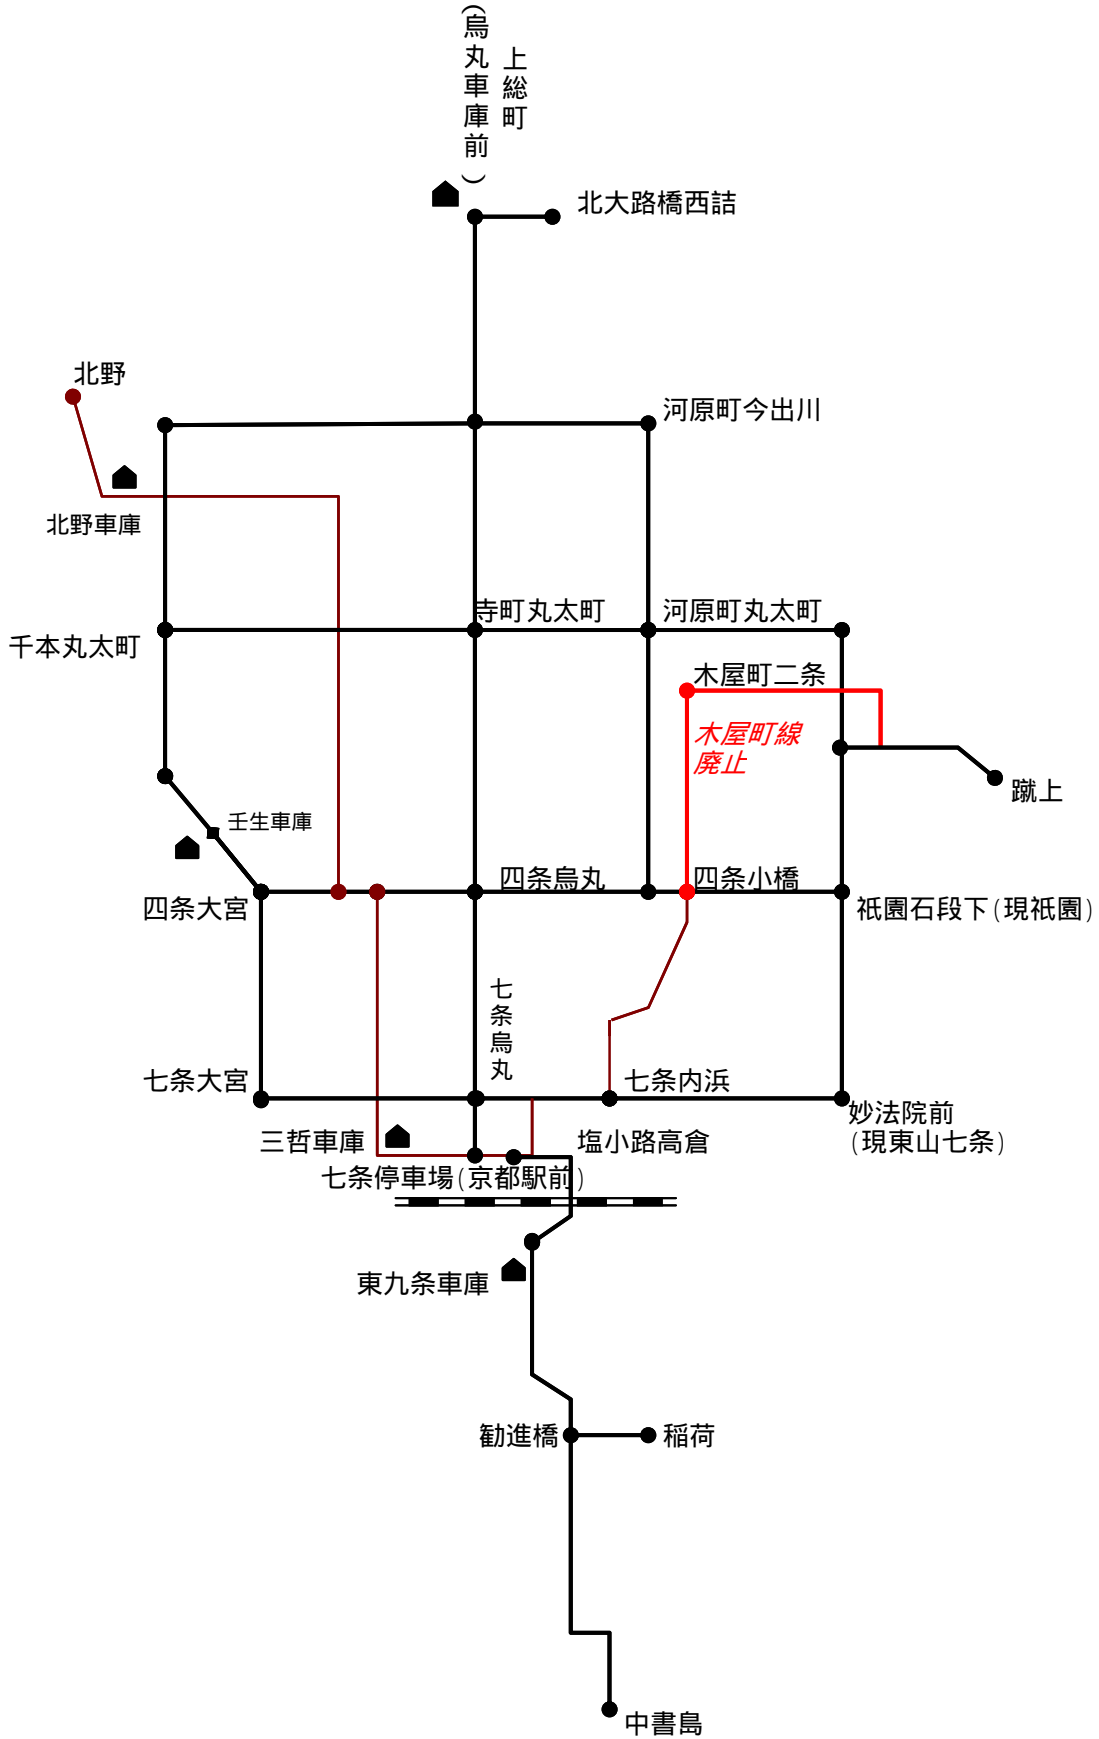 上総町
(烏丸車庫前)
北大路橋西詰
北野
河原町今出川
北野車庫
寺町丸太町
河原町丸太町
千本丸太町
木屋町二条
木屋町線
廃止
蹴上
壬生車庫
四条烏丸
四条小橋
四条大宮
祇園石段下(現祇園)
七条烏丸
七条大宮
七条内浜
妙法院前
(現東山七条)
三哲車庫
塩小路高倉
七条停車場(京都駅前)
東九条車庫
勧進橋
稲荷
中書島